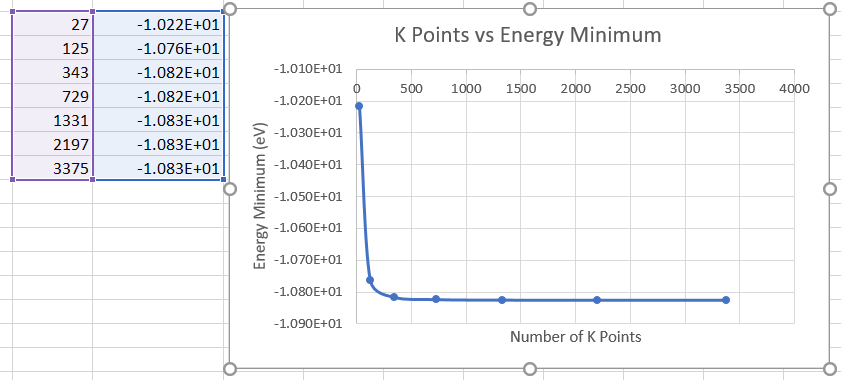 27 -1.022E+01
125 -1.076E+01
343 -1.082E+01
729 -1.082E+01
1331 -1.083E+01
2197 -1.083E+01
3375 -1.083E+01
K Points vs Energy Minimum
-1.010E+01
0 500 1000 1500 2000 2500 3000 3500 4000
-1.020E+01
-1.030E+01
-1.040E+01
-1.050E+01
-1.060E+01
-1.070E+01
-1.080E+01
-1.090E+01
Energy Minimum (eV)
Number of K Points